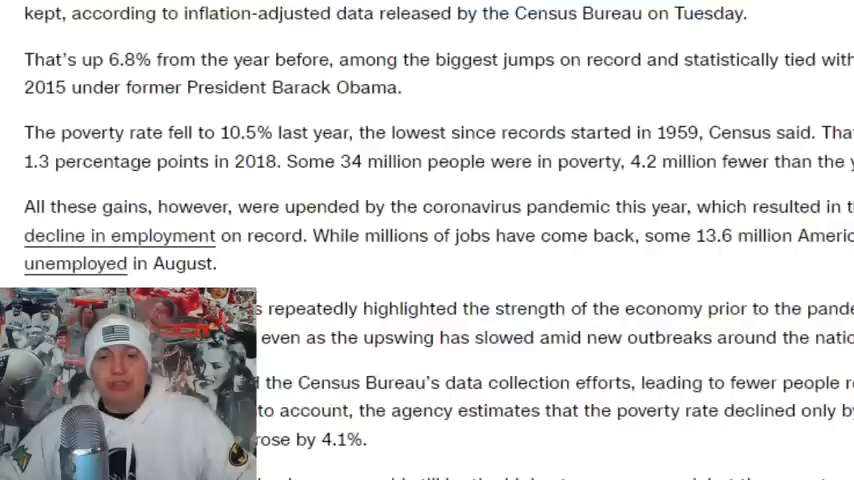 kept, according to inflation-adjusted data released by the Census Bureau on Tuesday.
That's up 6.8% from the year before, among the biggest jumps on record and statistically tied with
2015 under former President Barack Obama.
The poverty rate fell to 10.5% last year, the lowest since records started in 1959, Census said. Tha
1.3 percentage points in 2018. Some 34 million people were in poverty, 4.2 million fewer than the y
All these gains, however, were upended by the coronavirus pandemic this year, which resulted in t
decline in employment on record. While millions of jobs have come back, some 13.6 million Americ
unemployed in August.
s repeatedly highlighted the strength of the economy prior to the pande
even as the upswing has slowed amid new outbreaks around the natio
the Census Bureau's data collection efforts, leading to fewer people r
to account, the agency estimates that the poverty rate declined only by
rose by 4.1%.